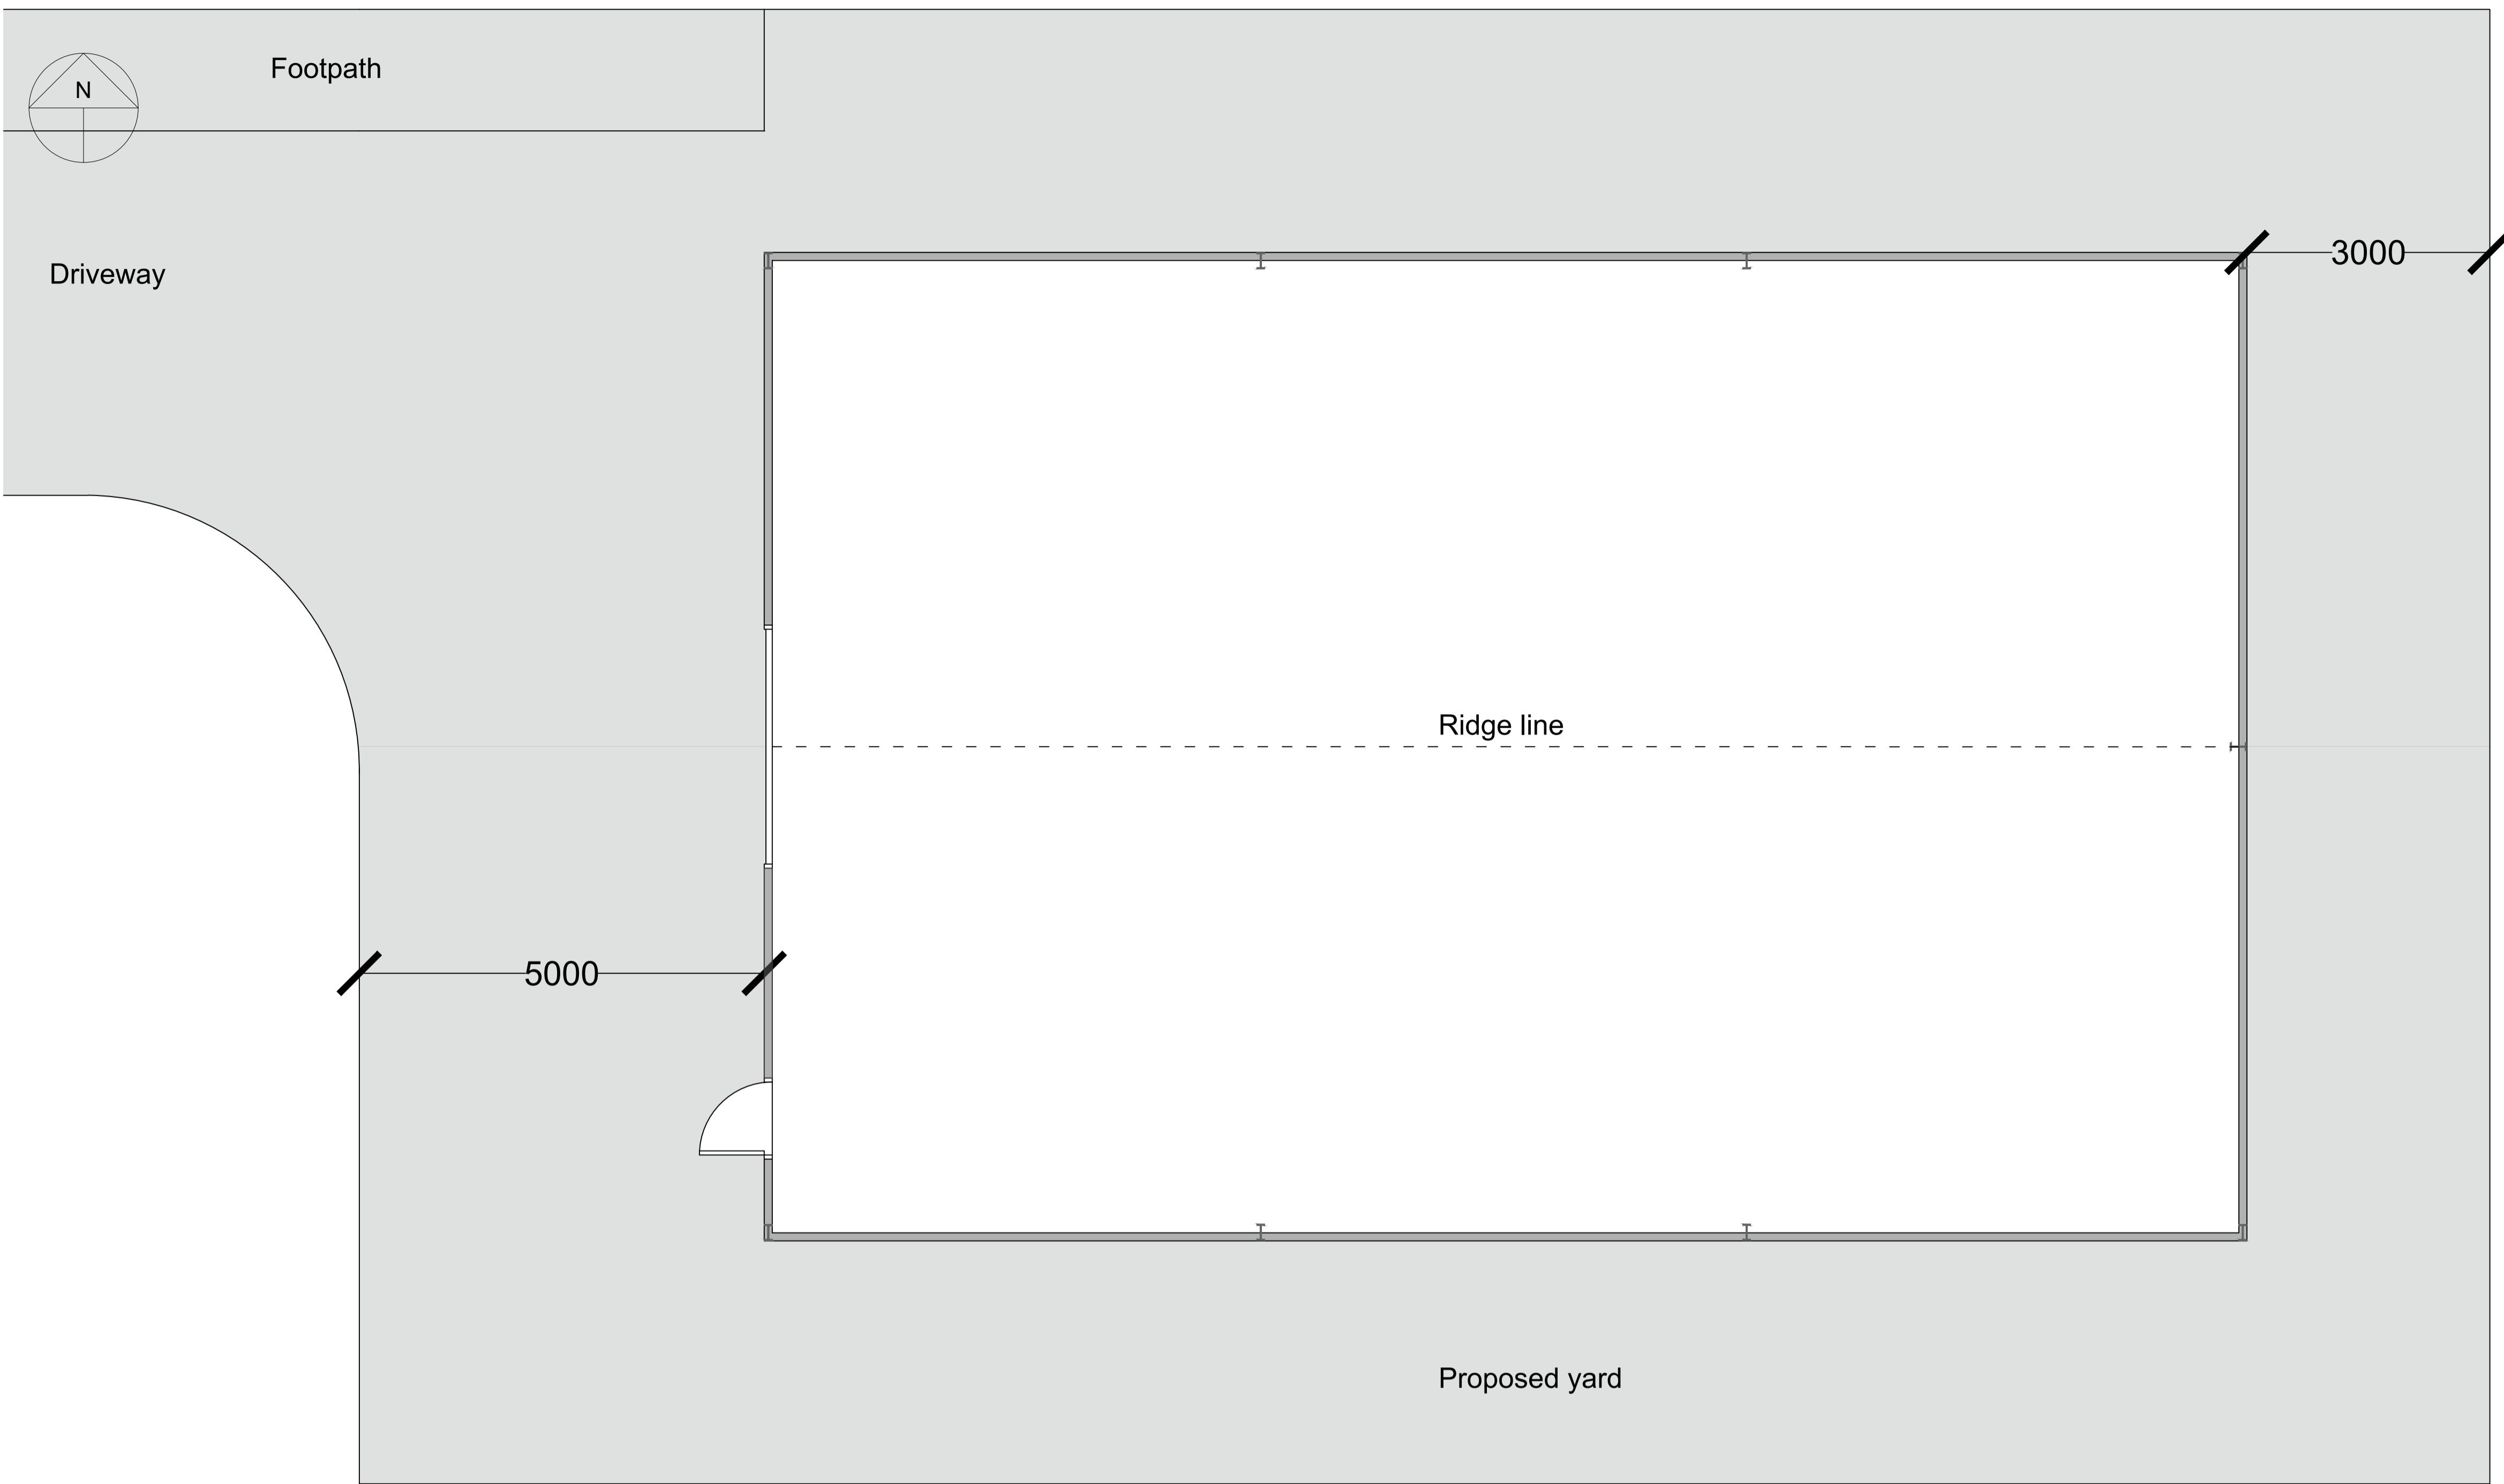 Footpath
N
Driveway
3000
Ridge line
5000
Proposed yard